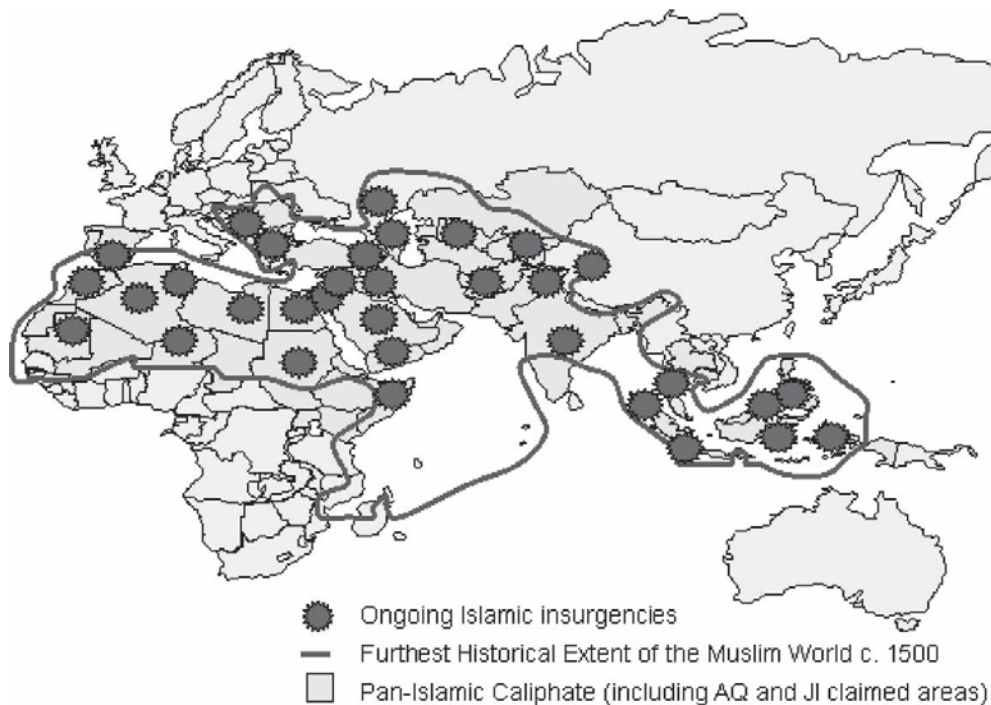 Ongoing Islamic insurgencies
Furthest Historical Extent of the Muslim World c. 1500
Pan-Islamic Caliphate (including AQ and JI claimed areas)